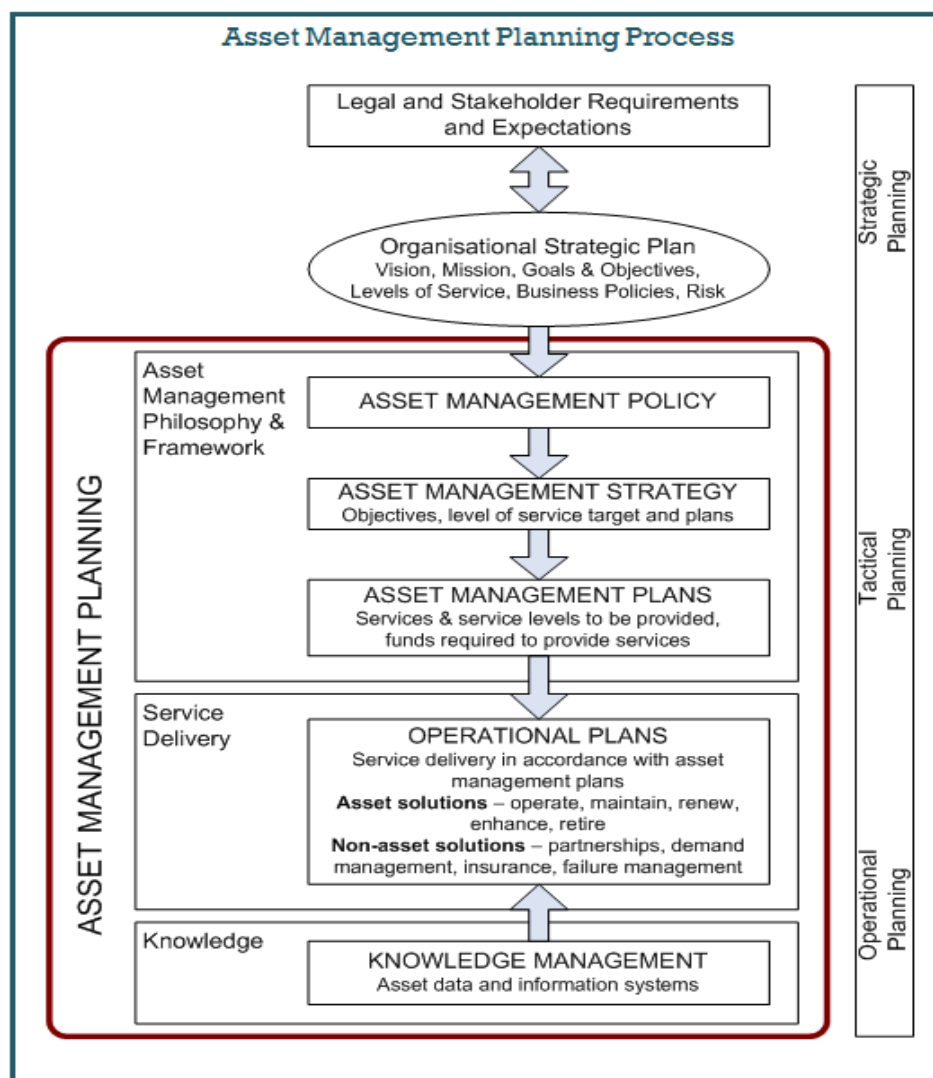 Asset Management Planning Process
Legal and Stakeholder Requirements
and Expectations
Organisational Strategic Plan
Vision, Mission, Goals & Objectives,
Levels of Service, Business Policies, Risk
Asset
Management
Philosophy &
Framework
ASSET MANAGEMENT POLICY
ASSET MANAGEMENT STRATEGY
Objectives, level of service target and plans
ASSET MANAGEMENT PLANS
Services & service levels to be provided,
funds required to provide services
Service
Delivery
OPERATIONAL PLANS
Service delivery in accordance with asset
management plans
Asset solutions – operate, maintain, renew,
enhance, retire
Non-asset solutions – partnerships, demand
management, insurance, failure management
Knowledge
KNOWLEDGE MANAGEMENT
Asset data and information systems
ASSET MANAGEMENT PLANNING
Strategic
Planning
Tactical
Planning
Operational
Planning